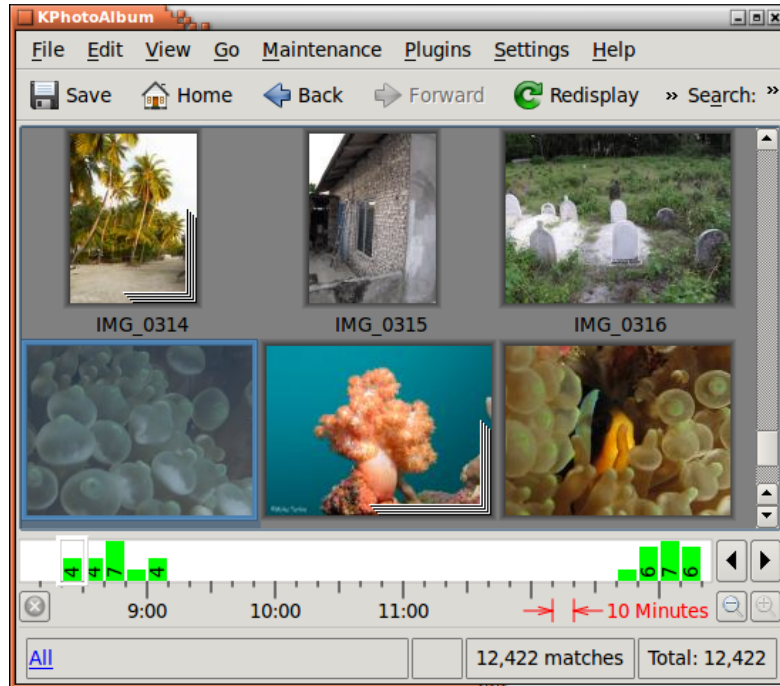 KPhotoAlbum
File Edit View Go Maintenance Plugins Settings Help
Save Home Back Forward Redisplay » Search: »
IMG_0314 IMG_0315 IMG_0316
4 4 7 4 6 7 6
9:00 10:00 11:00 10 Minutes
All 12,422 matches Total: 12,422